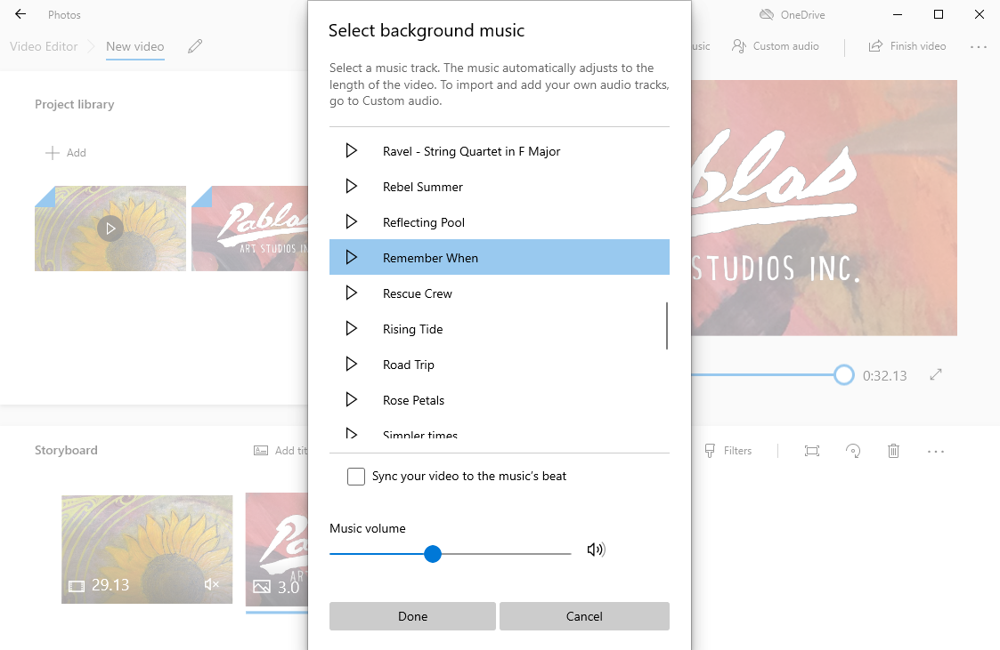 Photos
OneDrive
Video Editor
New video
Custom audio
Finish video
Select background music
Select a music track. The music automatically adjusts to the
length of the video. To import and add your own audio tracks,
go to Custom audio.
Project library
Add
Pablos
ART STUDIOS IN
Ravel - String Quartet in F Major
Rebel Summer
Reflecting Pool
Remember When
Rescue Crew
Rising Tide
Road Trip
Rose Petals
Simpler times
blos
STUDIOS INC.
0:32.13
Storyboard
Add tit
Filters
Sync your video to the music's beat
29.13
3.0
Music volume
Done
Cancel